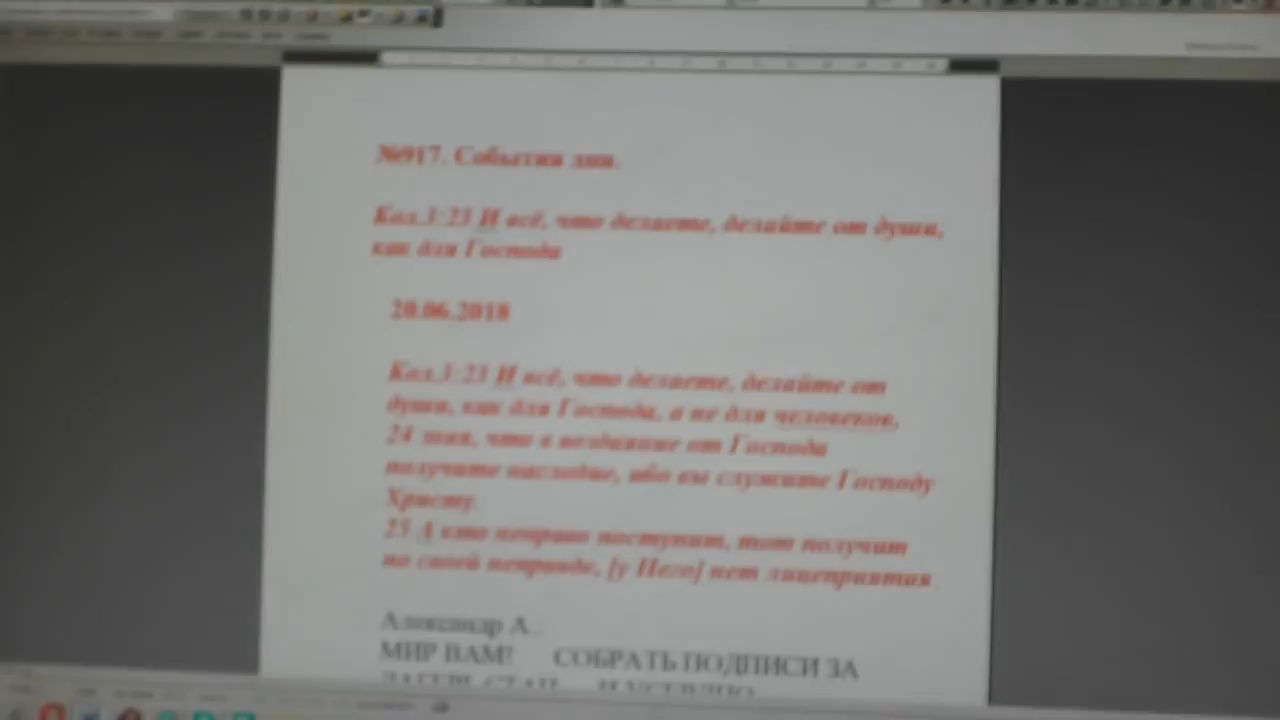 №917. События дня.
Кол.3:23 И всё, что делаете, делайте от души,
как для Господа
20.06.2018
Кол.3:23 И всё, что делаете, делайте от
души, как для Господа, а не для человеков,
24 зная, что в воздаяние от Господа
получите наследие, ибо вы служите Господу
Христу.
25 А кто неправо поступит, тот получит
по своей неправде, [у Него] нет лицеприятия.
Александр А.:
МИР ВАМ! СОБРАТЬ ПОДПИСИ ЗА